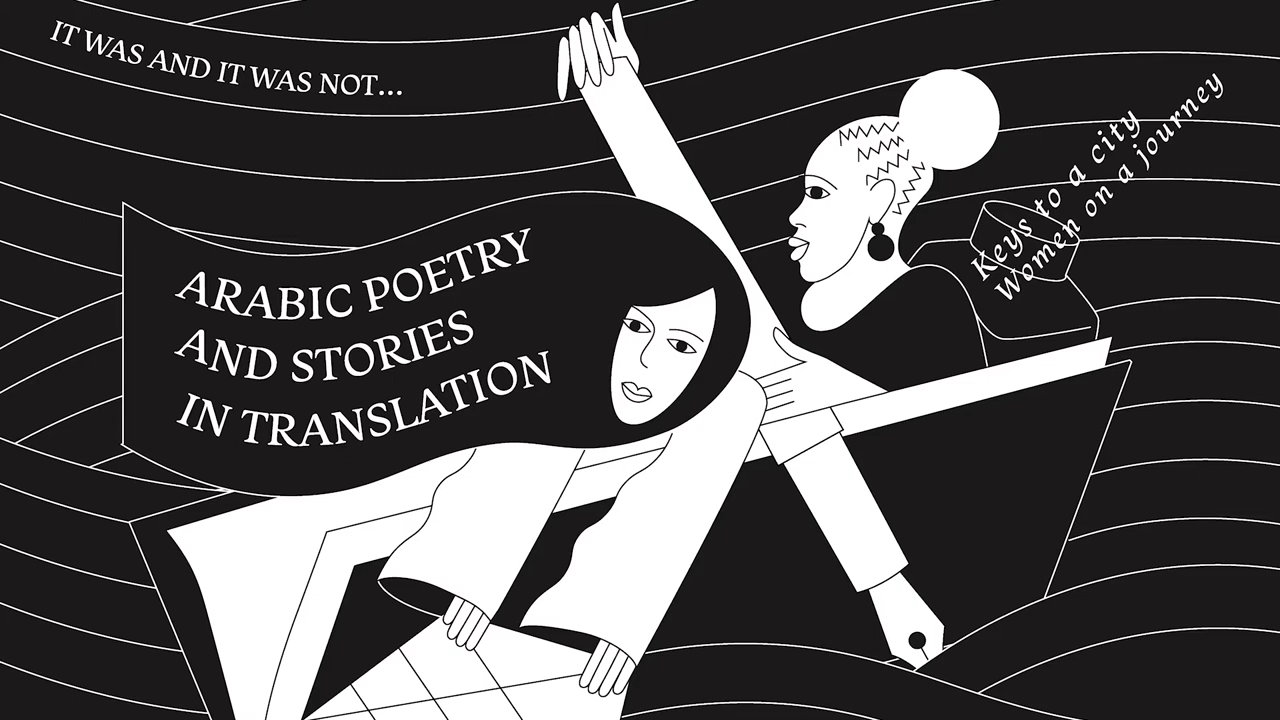 IT WAS AND IT WAS NOT...
Keys to a city
Women on a journey
ARABIC POETRY
AND STORIES
IN TRANSLATION